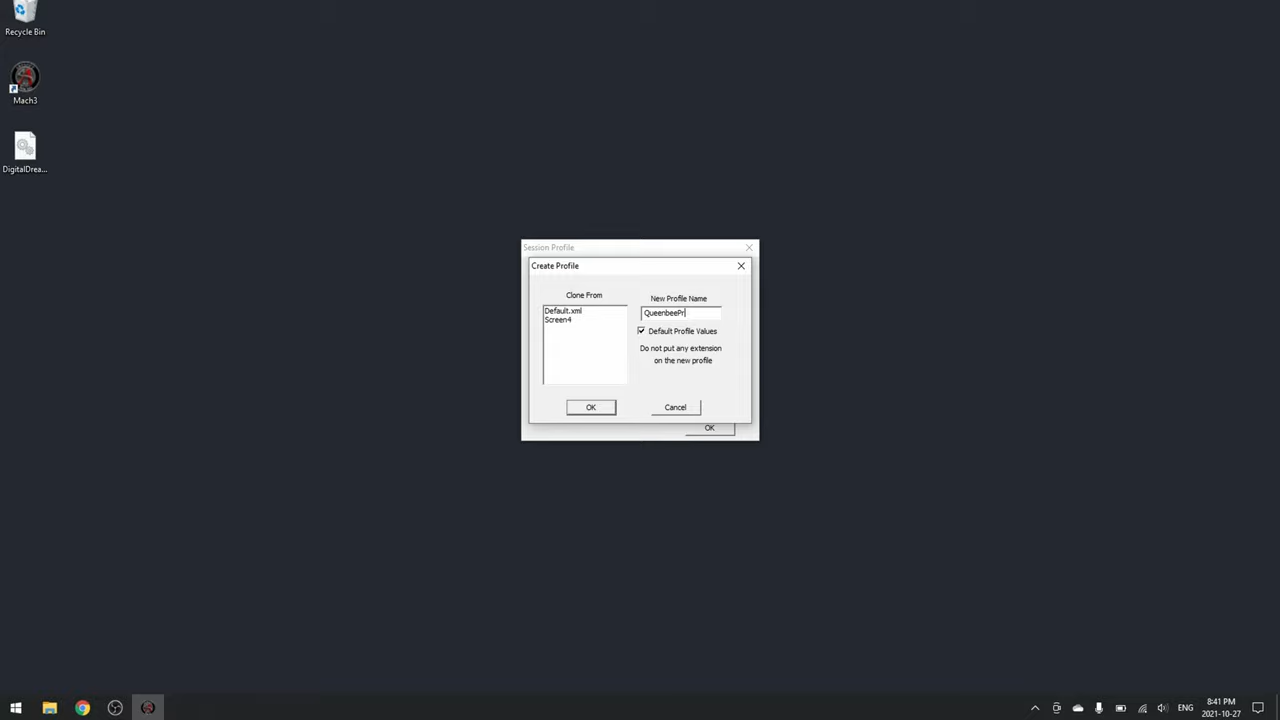 Recycle Bin
Mach3
DigitalDrea...
Session Profile
Create Profile
Clone From
New Profile Name
Default.xml
Screen4
QueenbeePr
Default Profile Values
Do not put any extension
on the new profile
OK
Cancel
OK
ENG
8:41 PM
2021-10-27